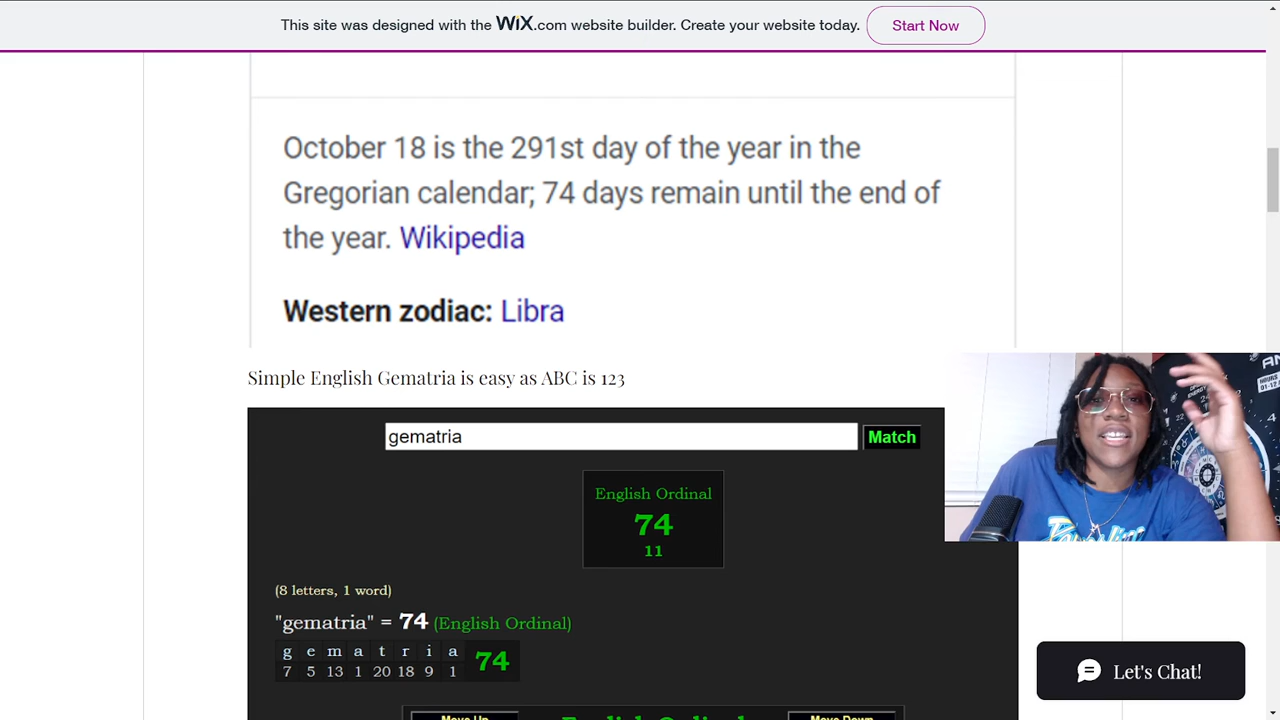 This site was designed with the WiX.com website builder. Create your website today. Start Now
October 18 is the 291st day of the year in the
Gregorian calendar; 74 days remain until the end of
the year. Wikipedia
Western zodiac: Libra
Simple English Gematria is easy as ABC is 123
gematria Match
English Ordinal
74
11
(8 letters, 1 word)
"gematria" = 74 (English Ordinal)
g e m a t r i a
7 5 13 1 20 18 9 1 74
Move Up English Ordinal Move Down
AN
HOURS
01-12
Let's Chat!